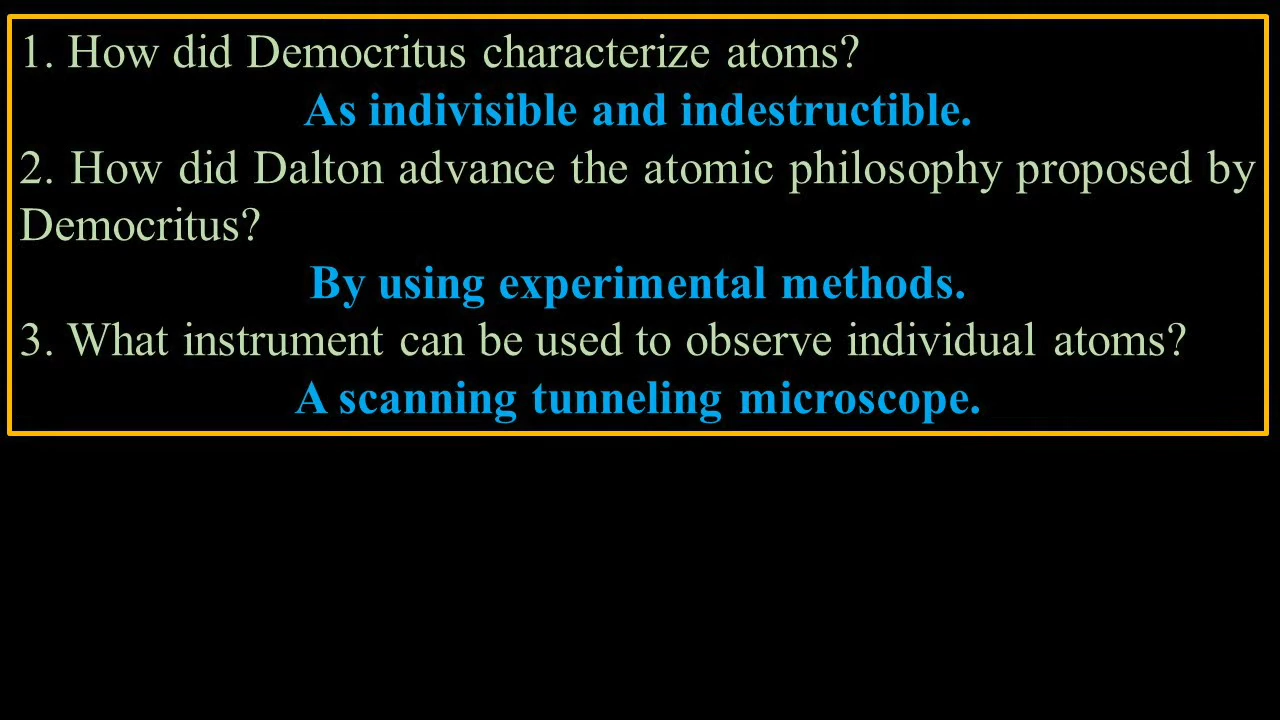 1. How did Democritus characterize atoms?
As indivisible and indestructible.
2. How did Dalton advance the atomic philosophy proposed by
Democritus?
By using experimental methods.
3. What instrument can be used to observe individual atoms?
A scanning tunneling microscope.